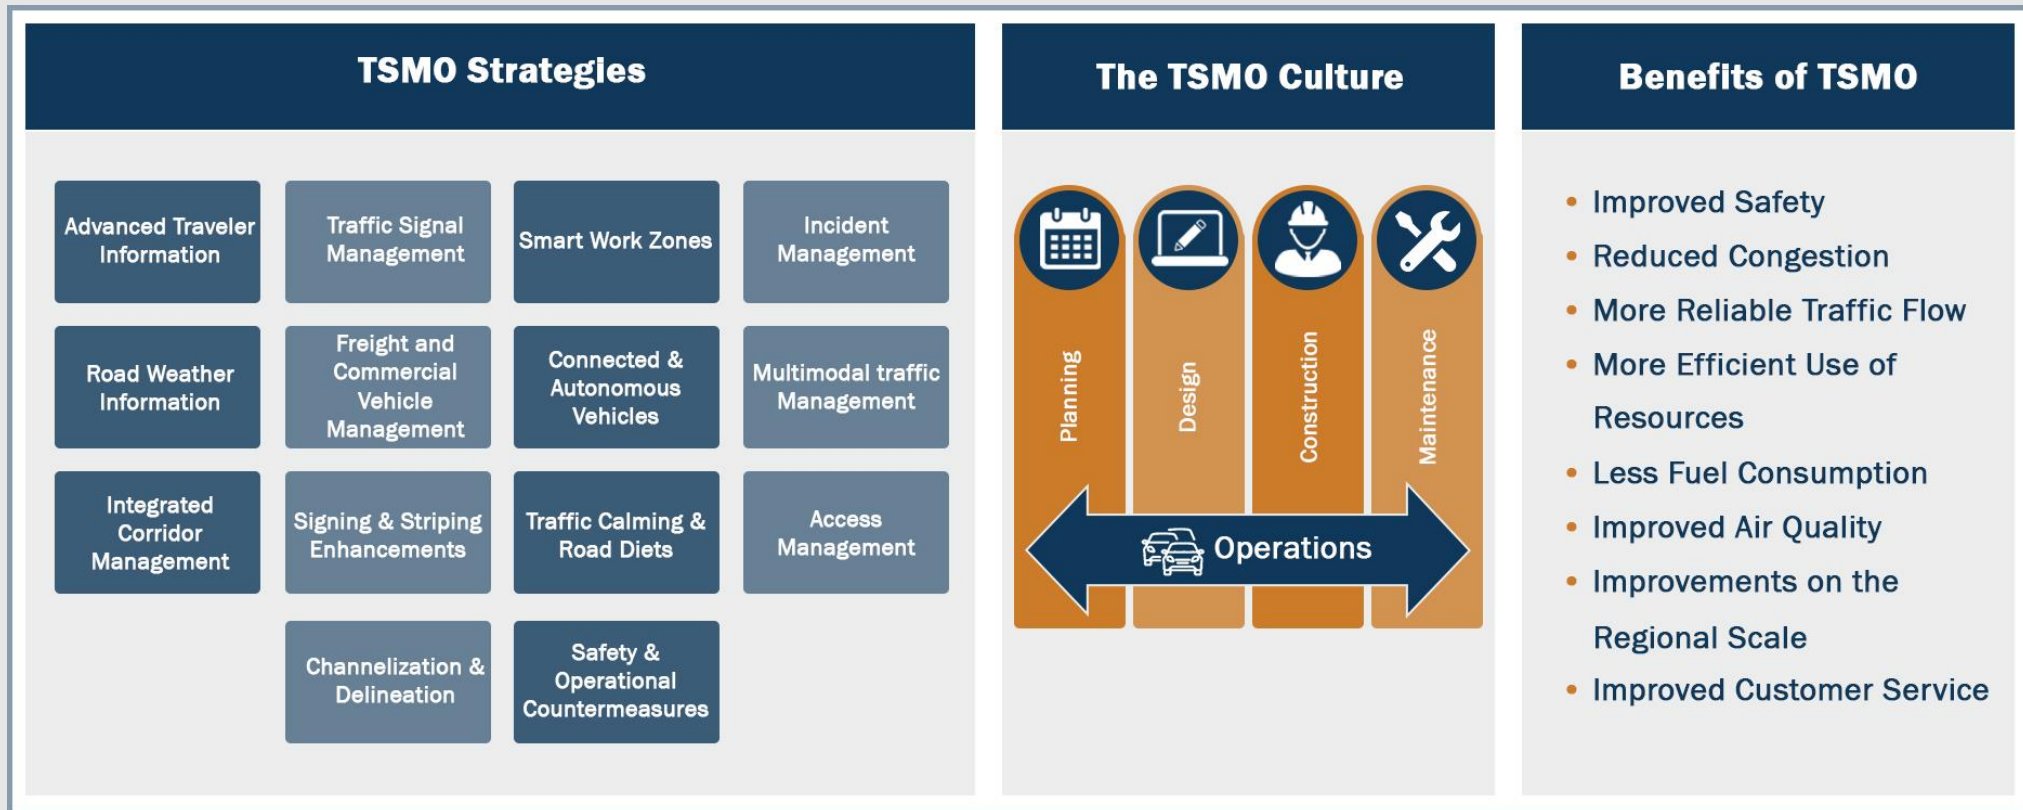 TSMO Strategies
Advanced Traveler
Information
Traffic Signal
Management
Smart Work Zones
Incident
Management
Road Weather
Information
Freight and
Commercial
Vehicle
Management
Connected &
Autonomous
Vehicles
Multimodal traffic
Management
Integrated
Corridor
Management
Signing & Striping
Enhancements
Traffic Calming &
Road Diets
Access
Management
Channelization &
Delineation
Safety &
Operational
Countermeasures
The TSMO Culture
Planning
Design
Construction
Maintenance
Operations
Benefits of TSMO
• Improved Safety
• Reduced Congestion
• More Reliable Traffic Flow
• More Efficient Use of
Resources
• Less Fuel Consumption
• Improved Air Quality
• Improvements on the
Regional Scale
• Improved Customer Service